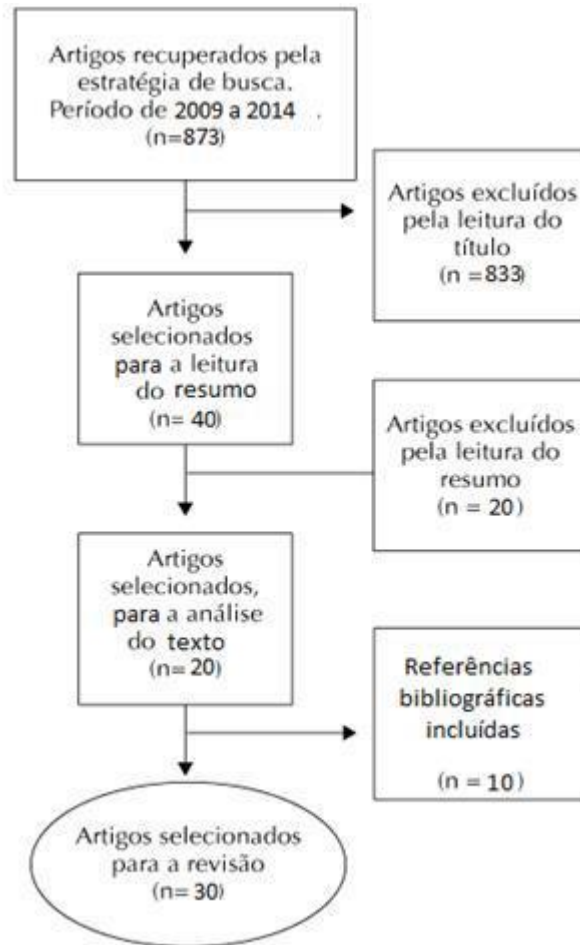 Artigos recuperados pela
estratégia de busca.
Período de 2009 a 2014 .
(n=873)
Artigos excluídos
pela leitura do
título
(n =833)
Artigos
selecionados
para a leitura
do resumo
(n= 40)
Artigos excluídos
pela leitura do
resumo
(n = 20)
Artigos
selecionados,
para a análise
do texto
(n=20)
Referências
bibliográficas
incluídas
(n = 10)
Artigos selecionados
para a revisão
(n= 30)